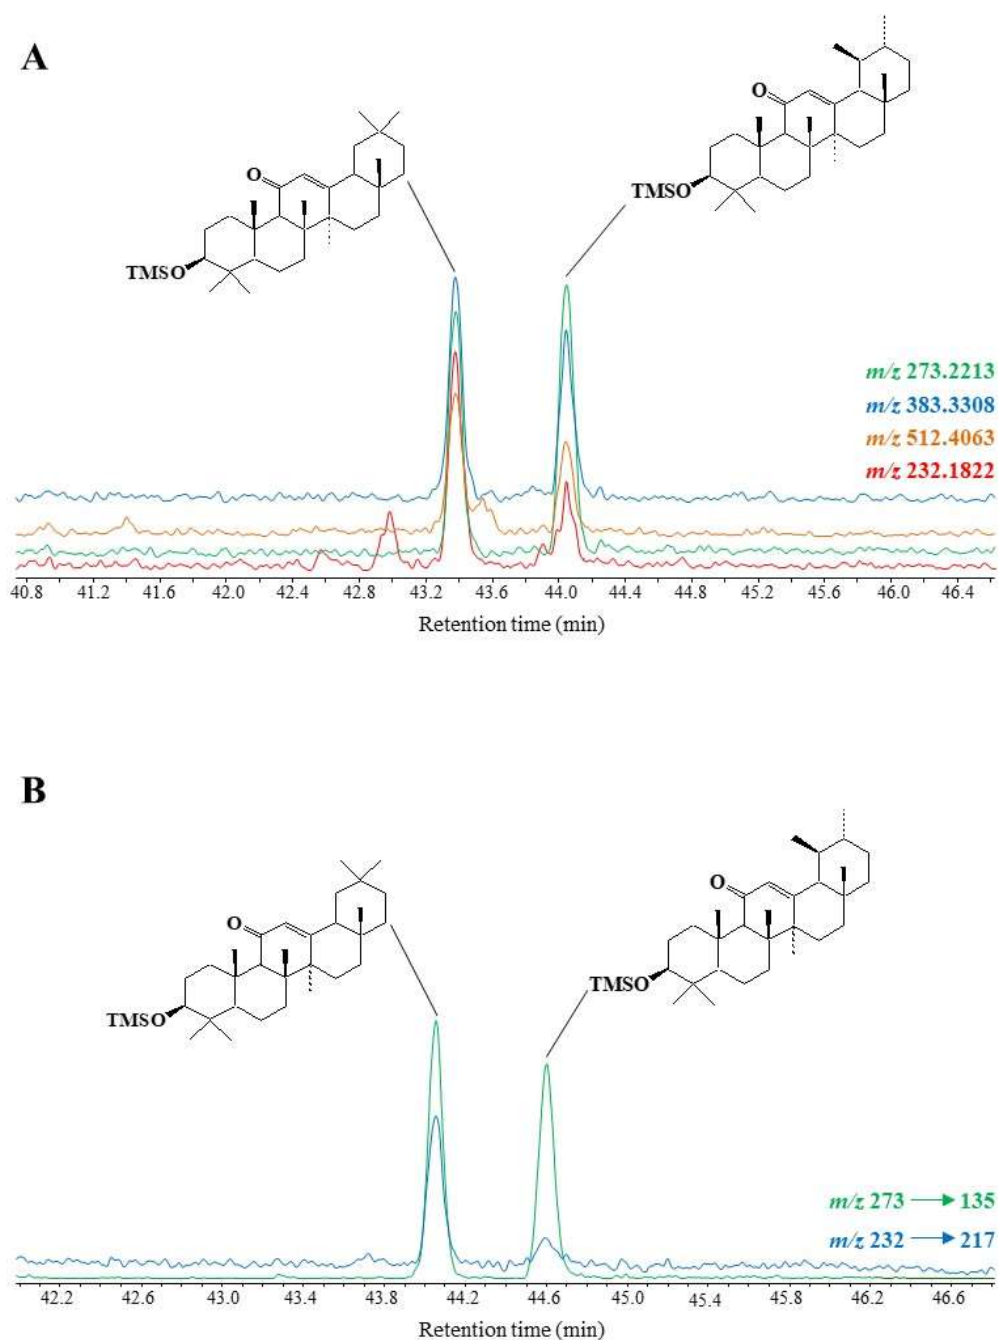 A
O
TMSO
O
TMSO
m/z 273.2213
m/z 383.3308
m/z 512.4063
m/z 232.1822
40.8 41.2 41.6 42.0 42.4 42.8 43.2 43.6 44.0 44.4 44.8 45.2 45.6 46.0 46.4
Retention time (min)
B
O
TMSO
O
TMSO
m/z 273 → 135
m/z 232 → 217
42.2 42.6 43.0 43.4 43.8 44.2 44.6 45.0 45.4 45.8 46.2 46.6
Retention time (min)